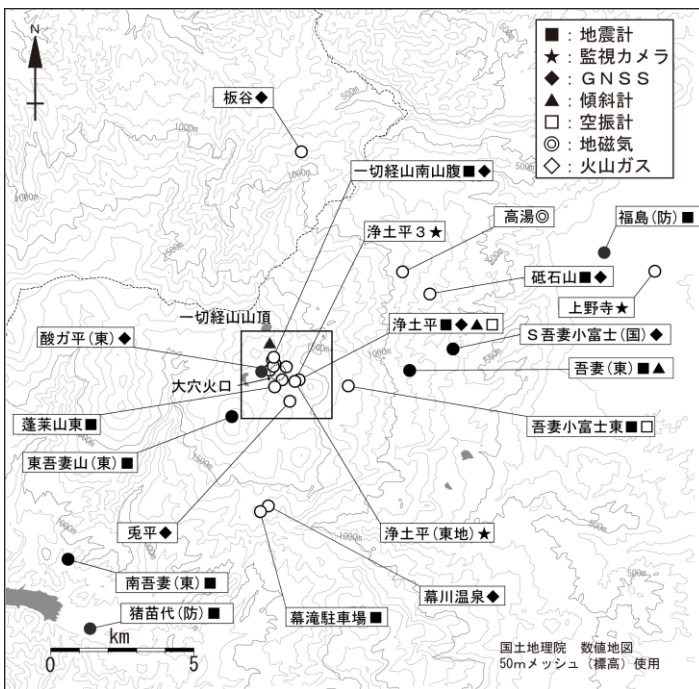 ■：地震計
★：監視カメラ
◆：ＧＮＳＳ
▲：傾斜計
□：空振計
◎：地磁気
◇：火山ガス
板谷◆
一切経山南山腹■◆
高湯◎
福島(防)■
浄土平３★
砥石山■◆
上野寺★
一切経山山頂
浄土平■◆▲□
Ｓ吾妻小富士(国)◆
酸ガ平(東)◆
吾妻(東)■▲
大穴火口
蓬莱山東■
吾妻小富士東■□
東吾妻山(東)■
兎平◆
浄土平(東地)★
南吾妻(東)■
幕川温泉◆
猪苗代(防)■
幕滝駐車場■
km
0 5
国土地理院 数値地図
50mメッシュ（標高）使用
500m
1000m
1500m